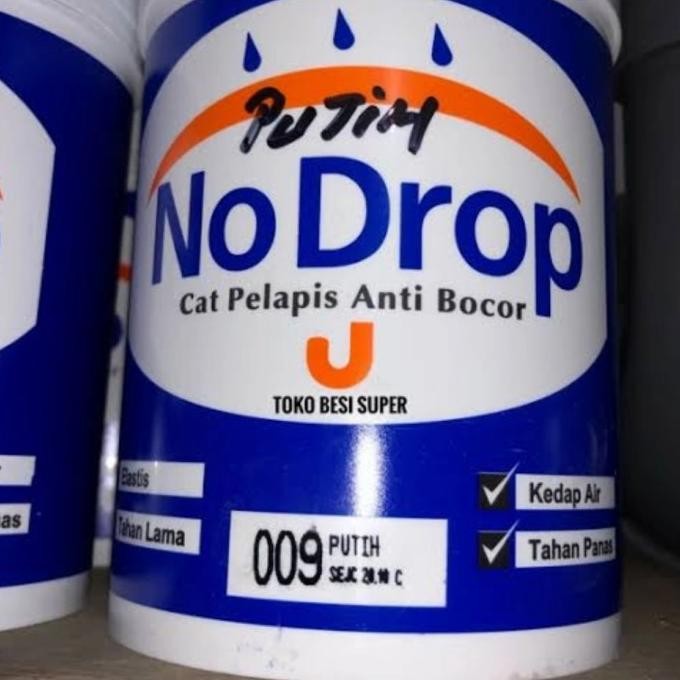 PUTIH
No Drop
Cat Pelapis Anti Bocor
TOKO BESI SUPER
Elastis
Tahan Lama
Kedap Air
Tahan Panas
009 PUTIH